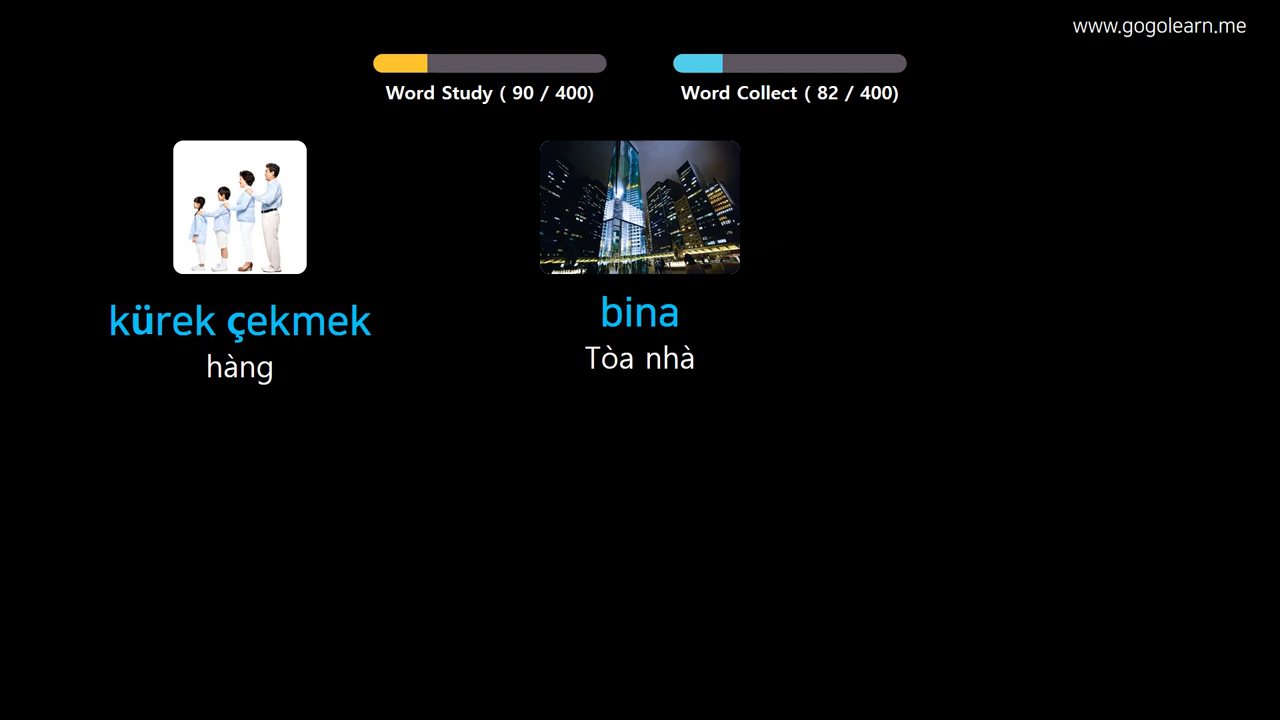 www.gogolearn.me
Word Study ( 90 / 400)
Word Collect ( 82 / 400)
kürek çekmek
hàng
bina
Tòa nhà